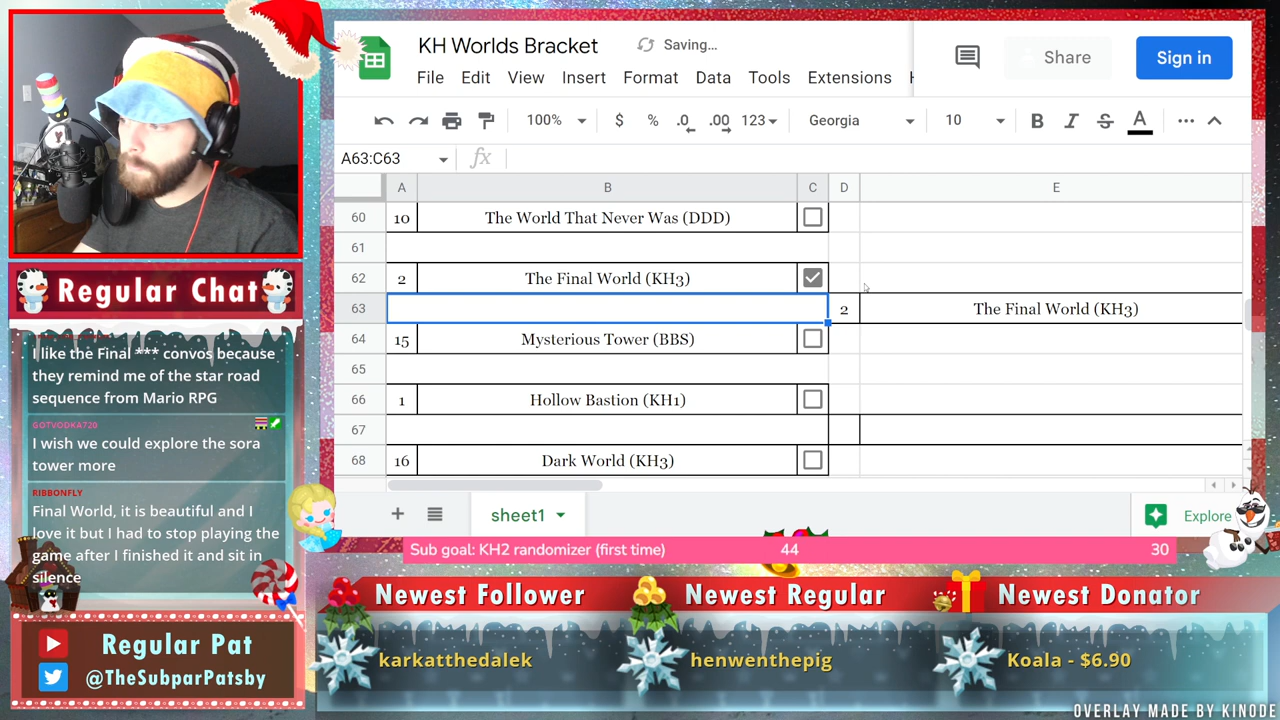 KH Worlds Bracket
Saving...
Share
Sign in
File Edit View Insert Format Data Tools Extensions
100% $ % .0 .00 123 Georgia 10 B I S A
A63:C63 fx
A B C D E
60 10 The World That Never Was (DDD)
61
62 2 The Final World (KH3)
63 2 The Final World (KH3)
64 15 Mysterious Tower (BBS)
65
66 1 Hollow Bastion (KH1)
67
68 16 Dark World (KH3)
sheet1
Explore
Sub goal: KH2 randomizer (first time) 44 30
Regular Chat
I like the Final *** convos because
they remind me of the star road
sequence from Mario RPG
GOTVODKA720
I wish we could explore the sora
tower more
RIBBONFLY
Final World, it is beautiful and I
love it but I had to stop playing the
game after I finished it and sit in
silence
Regular Pat
@TheSubparPatsby
Newest Follower
karkatthedalek
Newest Regular
henwenthepig
Newest Donator
Koala - $6.90
OVERLAY MADE BY KINODE